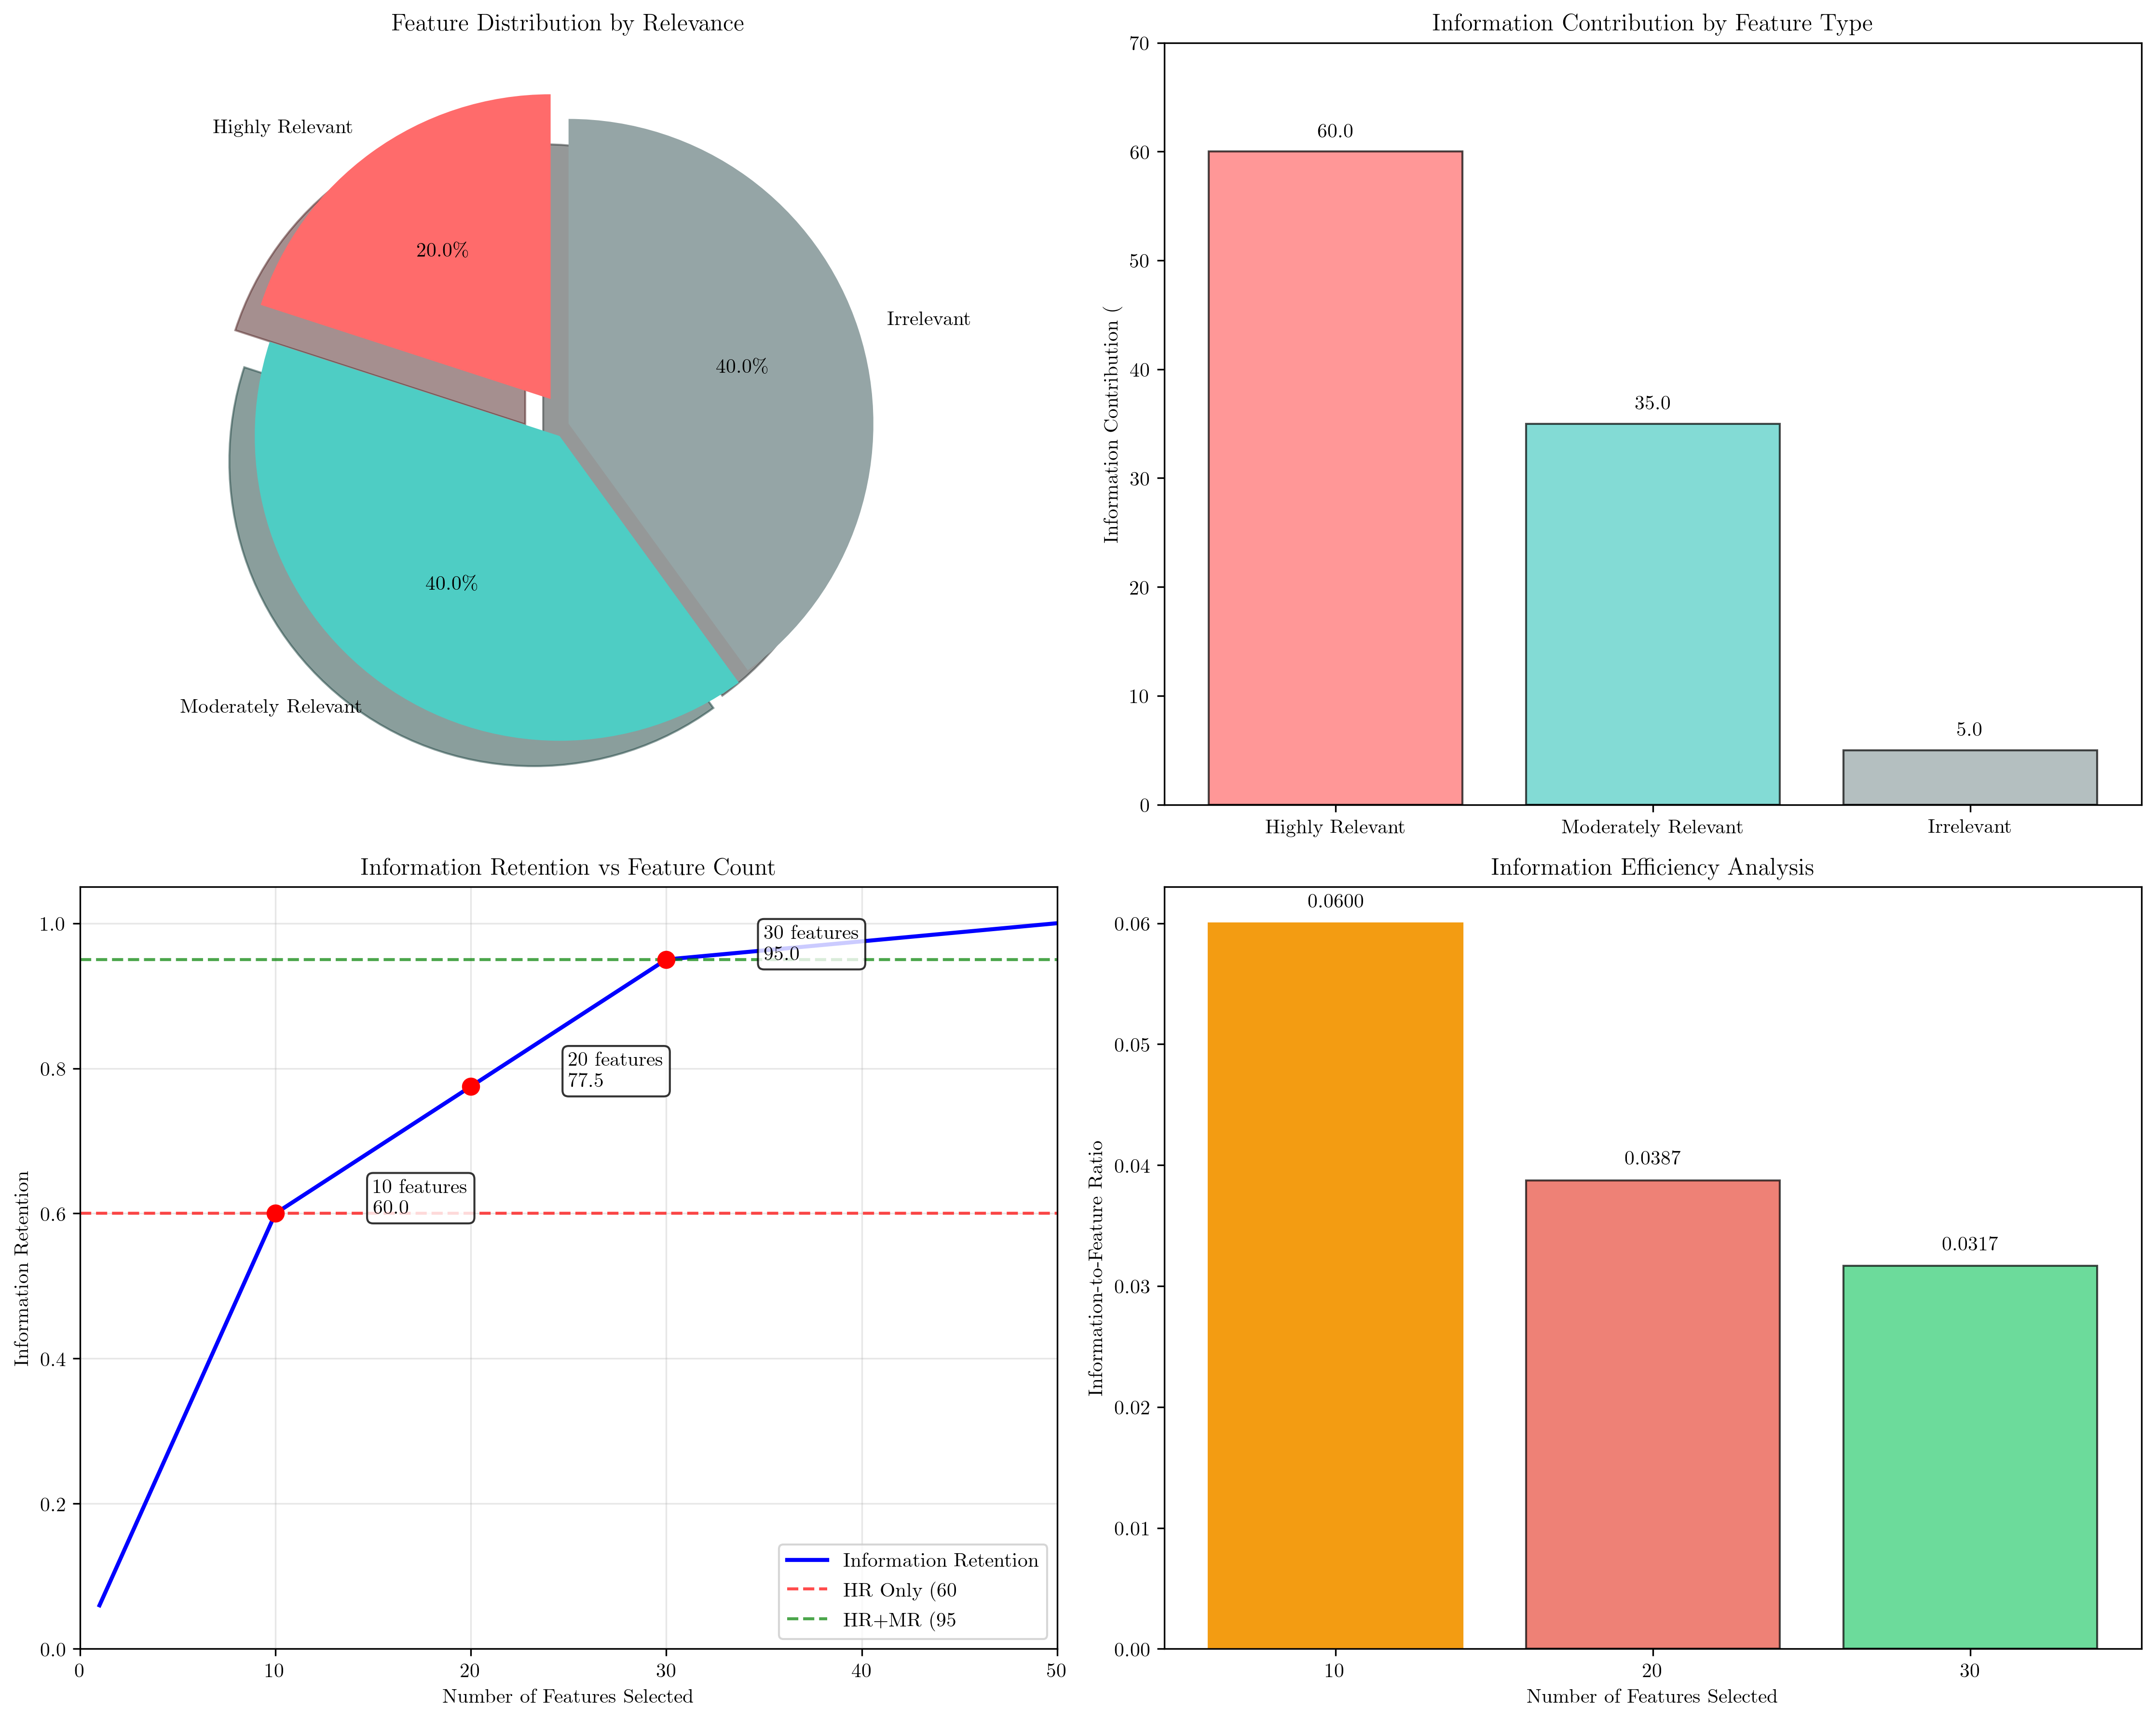 Feature Distribution by Relevance
Highly Relevant
20.0%
Irrelevant
40.0%
40.0%
Moderately Relevant
Information Contribution by Feature Type
Information Contribution (
70
60
50
40
30
20
10
0
60.0
35.0
5.0
Highly Relevant
Moderately Relevant
Irrelevant
Information Retention vs Feature Count
Information Retention
1.0
0.8
0.6
0.4
0.2
0.0
30 features
95.0
20 features
77.5
10 features
60.0
Information Retention
HR Only (60
HR+MR (95
0
10
20
30
40
50
Number of Features Selected
Information Efficiency Analysis
Information-to-Feature Ratio
0.06
0.05
0.04
0.03
0.02
0.01
0.00
0.0600
0.0387
0.0317
10
20
30
Number of Features Selected